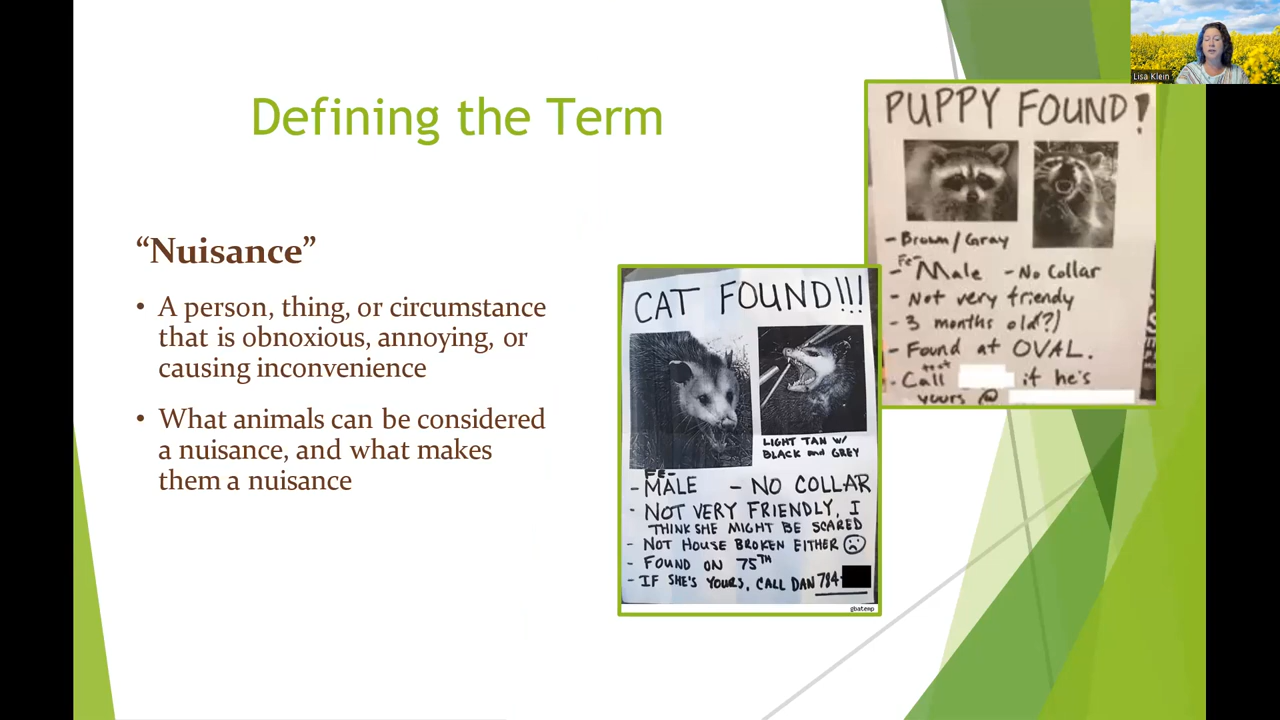 Lisa Klein
Defining the Term
“Nuisance”
• A person, thing, or circumstance
that is obnoxious, annoying, or
causing inconvenience
• What animals can be considered
a nuisance, and what makes
them a nuisance
PUPPY FOUND!
- Brown/Gray
Fe-
- Male - No Collar
- Not very friendly
- 3 months old(?)
- Found at OVAL.
- Call if he's
yours @
CAT FOUND!!!
LIGHT TAN W/
BLACK and GREY
FE-
- MALE - NO COLLAR
- NOT VERY FRIENDLY, I
THINK SHE MIGHT BE SCARED
- NOT HOUSE BROKEN EITHER ☹
- FOUND ON 75TH
- IF SHE'S YOURS, CALL DAN 784-
gbatemp